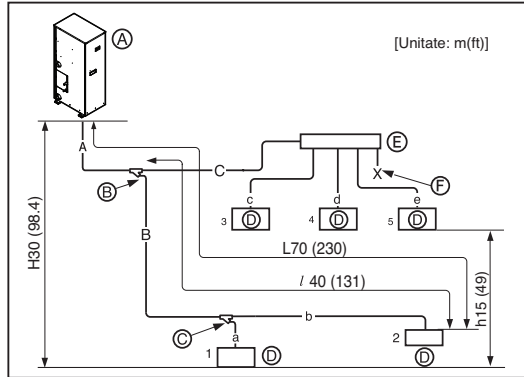 [Unitate: m(ft)]
A
A
E
C
X
F
B
c
d
e
3 D
4 D
5 D
H30 (98.4)
B
L70 (230)
l 40 (131)
h15 (49)
b
C
a
2
1
D
D